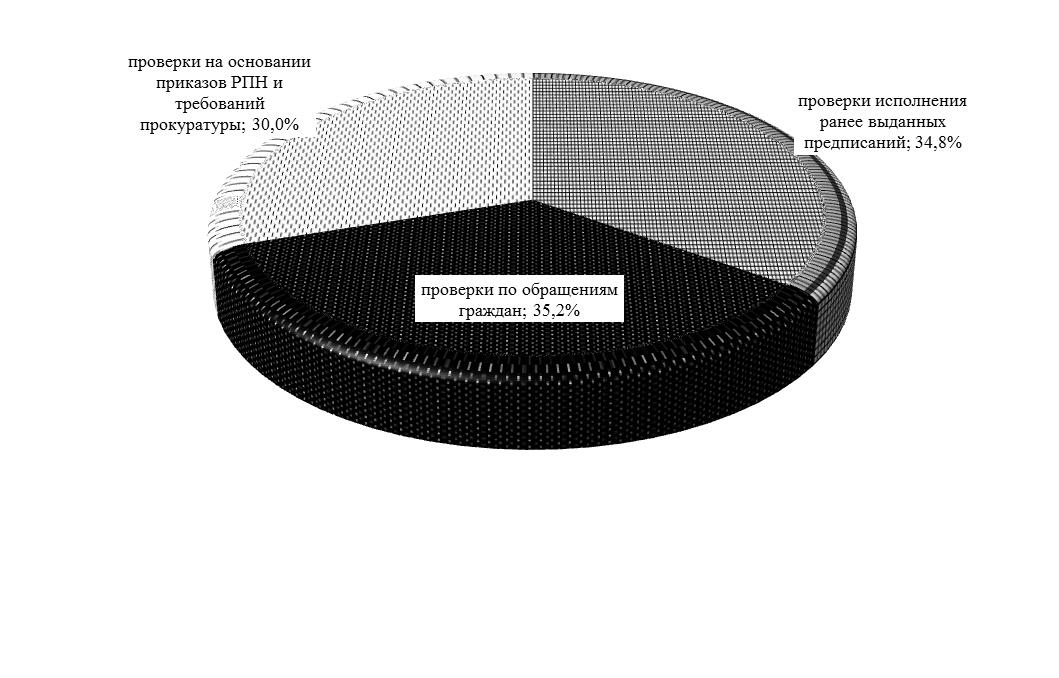 проверки на основании
приказов РПН и
требований
прокуратуры; 30,0%
проверки исполнения
ранее выданных
предписаний; 34,8%
проверки по обращениям
граждан; 35,2%